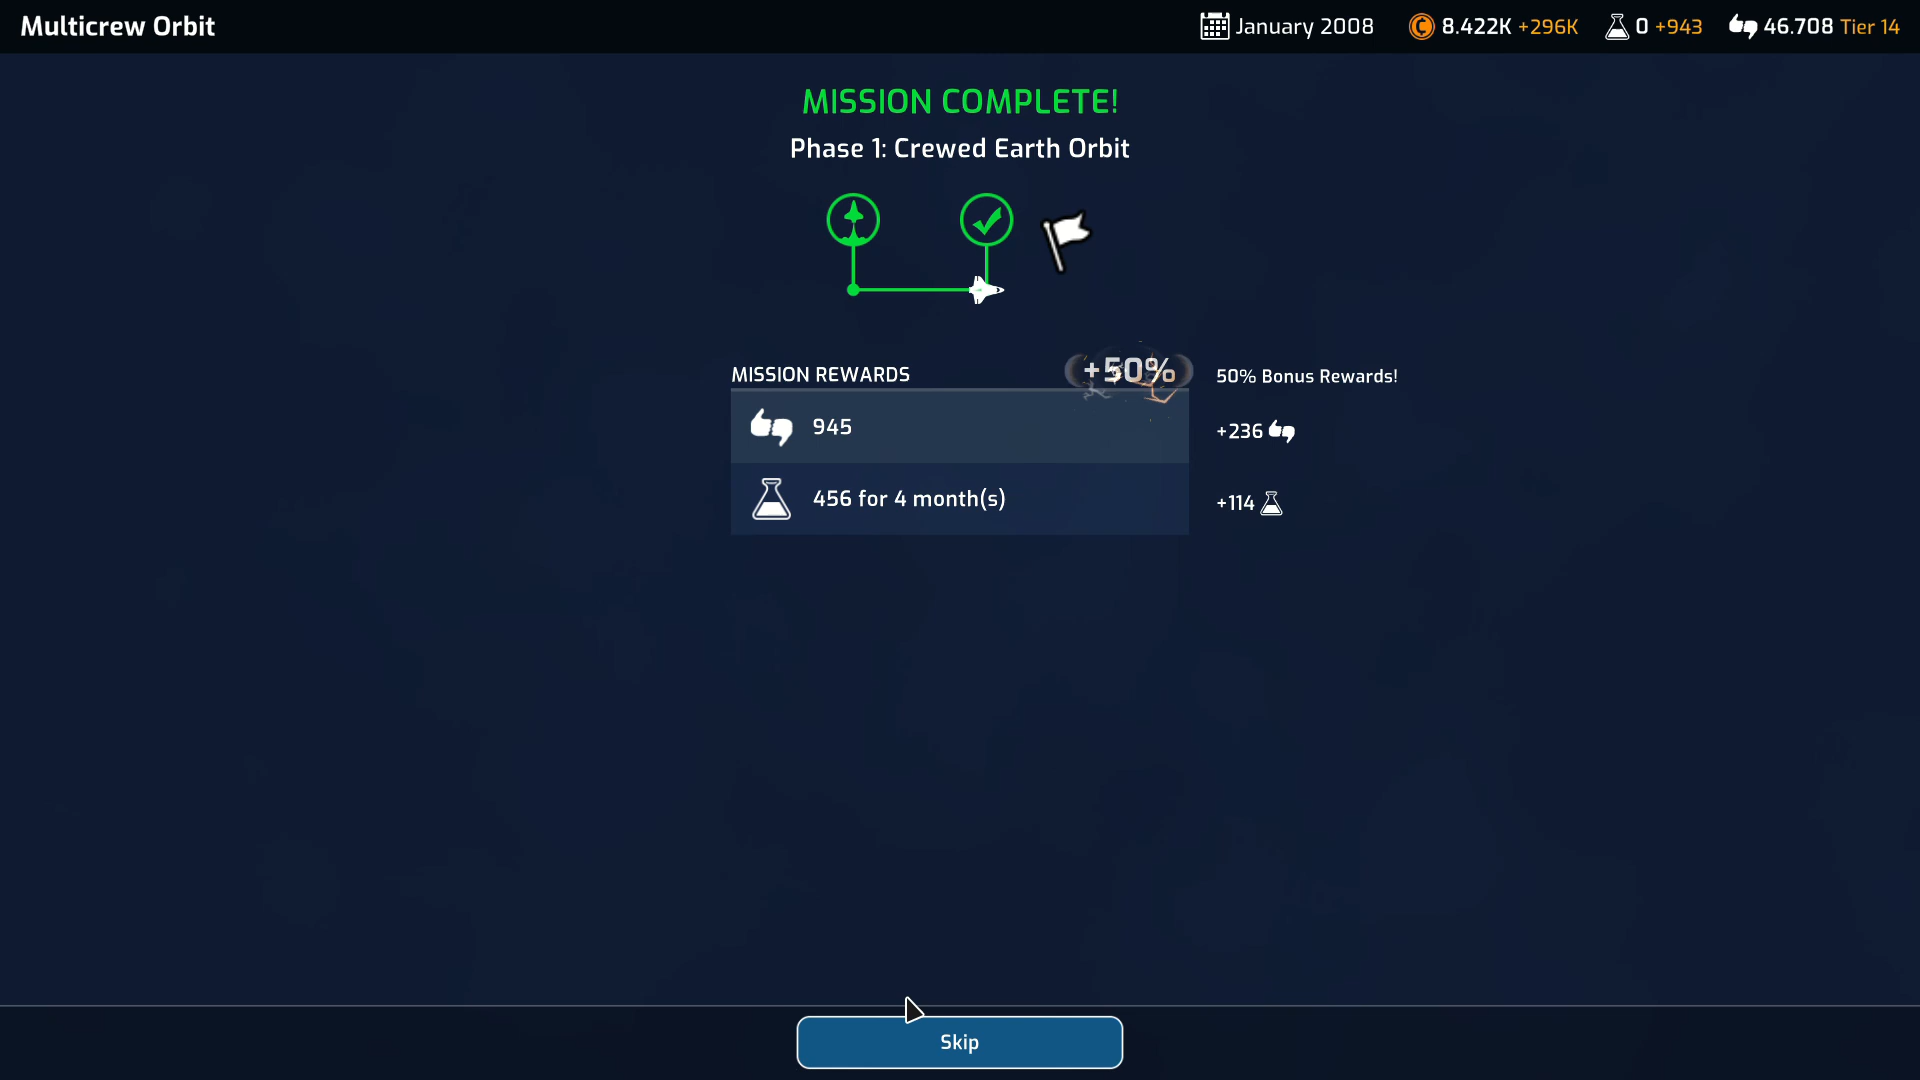 Multicrew Orbit
January 2008
8.422K +296K
0 +943
46.708 Tier 14
MISSION COMPLETE!
Phase 1: Crewed Earth Orbit
MISSION REWARDS
+50%
50% Bonus Rewards!
945
+236
456 for 4 month(s)
+114
Skip